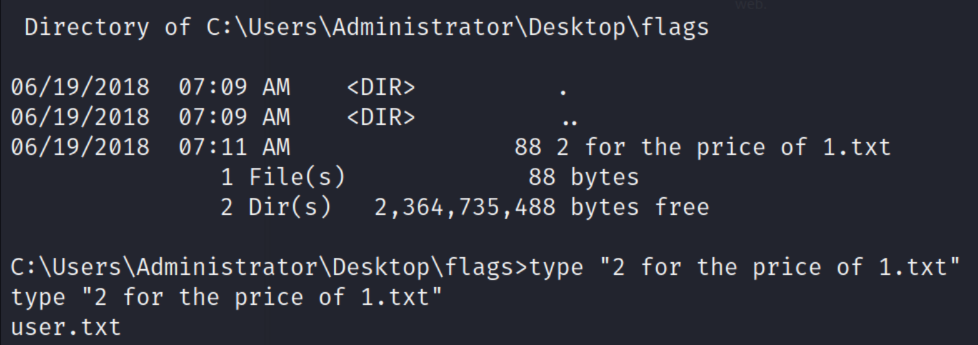 web.
Directory of C:\Users\Administrator\Desktop\flags
06/19/2018  07:09 AM    <DIR>          .
06/19/2018  07:09 AM    <DIR>          ..
06/19/2018  07:11 AM                88 2 for the price of 1.txt
               1 File(s)             88 bytes
               2 Dir(s)   2,364,735,488 bytes free
C:\Users\Administrator\Desktop\flags>type "2 for the price of 1.txt"
type "2 for the price of 1.txt"
user.txt